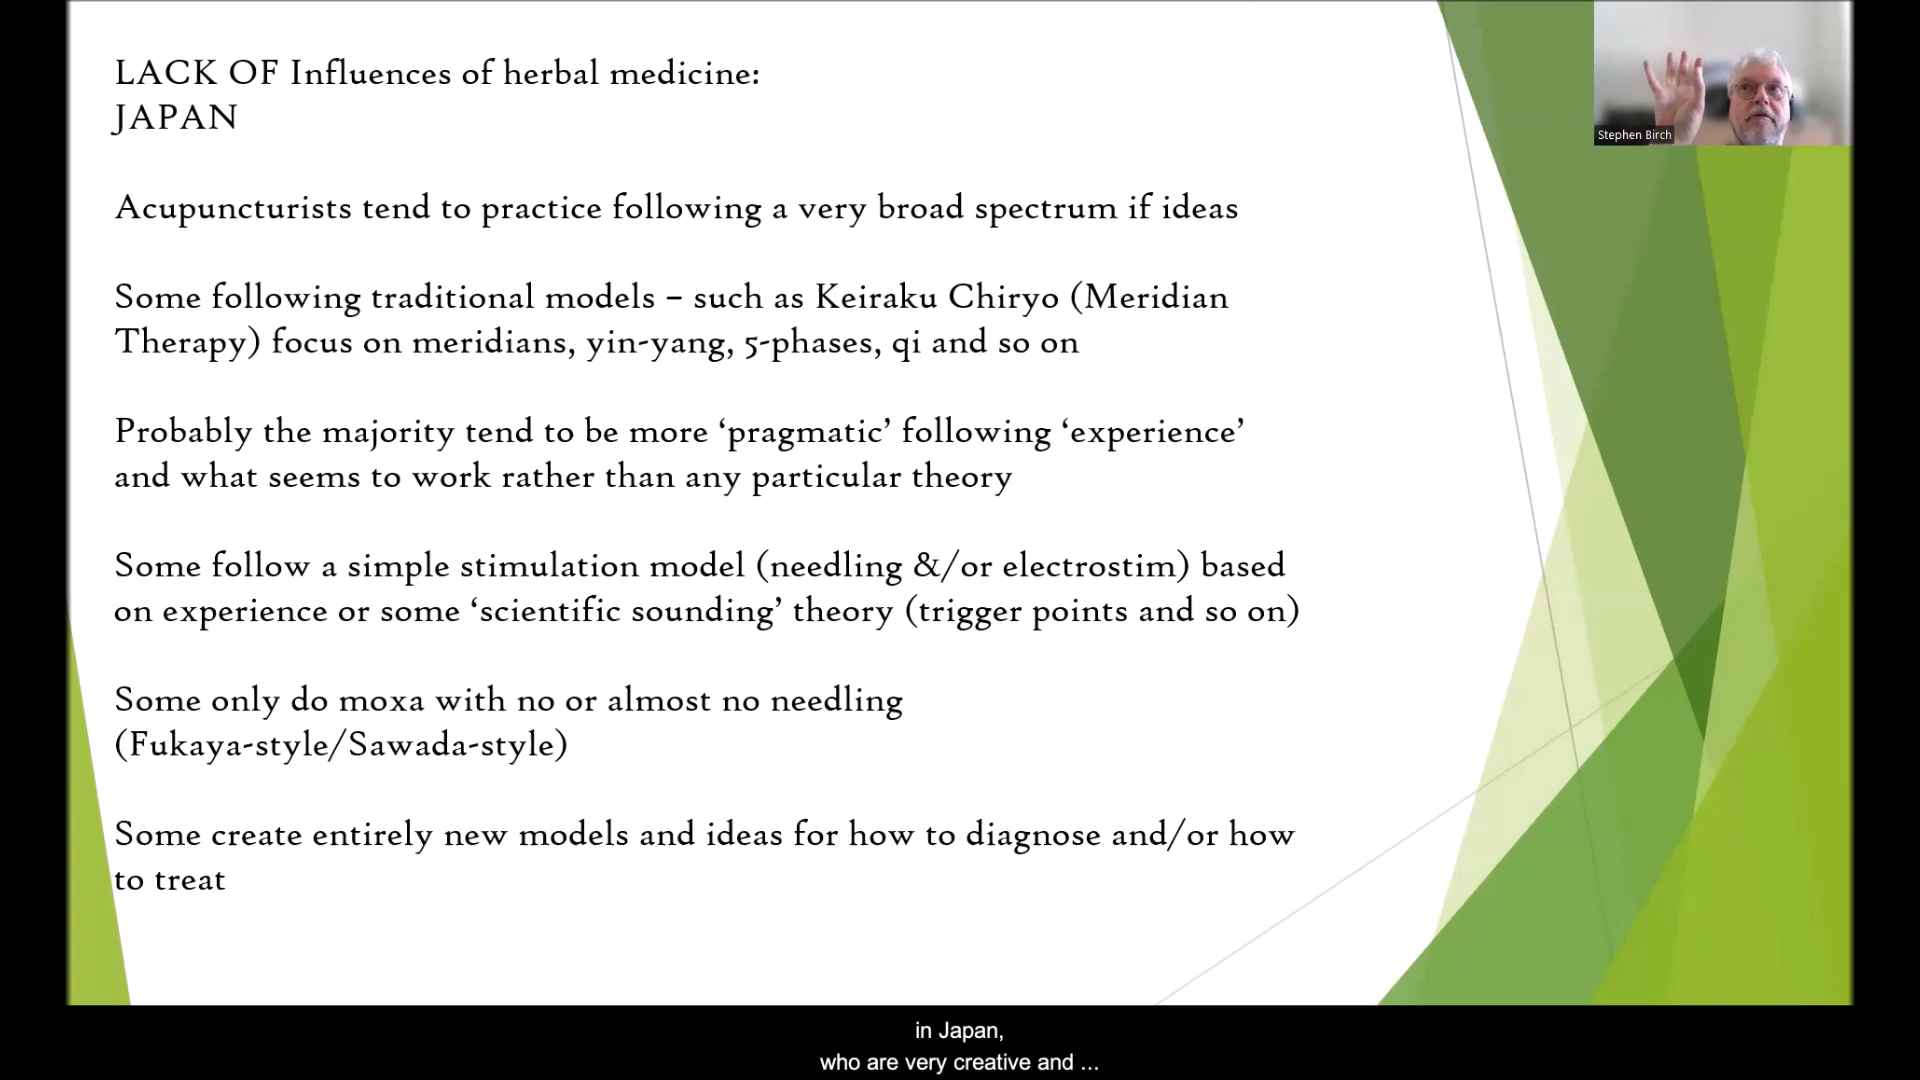 LACK OF Influences of herbal medicine:
JAPAN
Acupuncturists tend to practice following a very broad spectrum if ideas
Some following traditional models – such as Keiraku Chiryo (Meridian
Therapy) focus on meridians, yin-yang, 5-phases, qi and so on
Probably the majority tend to be more ‘pragmatic’ following ‘experience’
and what seems to work rather than any particular theory
Some follow a simple stimulation model (needling &/or electrostim) based
on experience or some ‘scientific sounding’ theory (trigger points and so on)
Some only do moxa with no or almost no needling
(Fukaya-style/Sawada-style)
Some create entirely new models and ideas for how to diagnose and/or how
to treat
Stephen Birch
in Japan,
who are very creative and ...